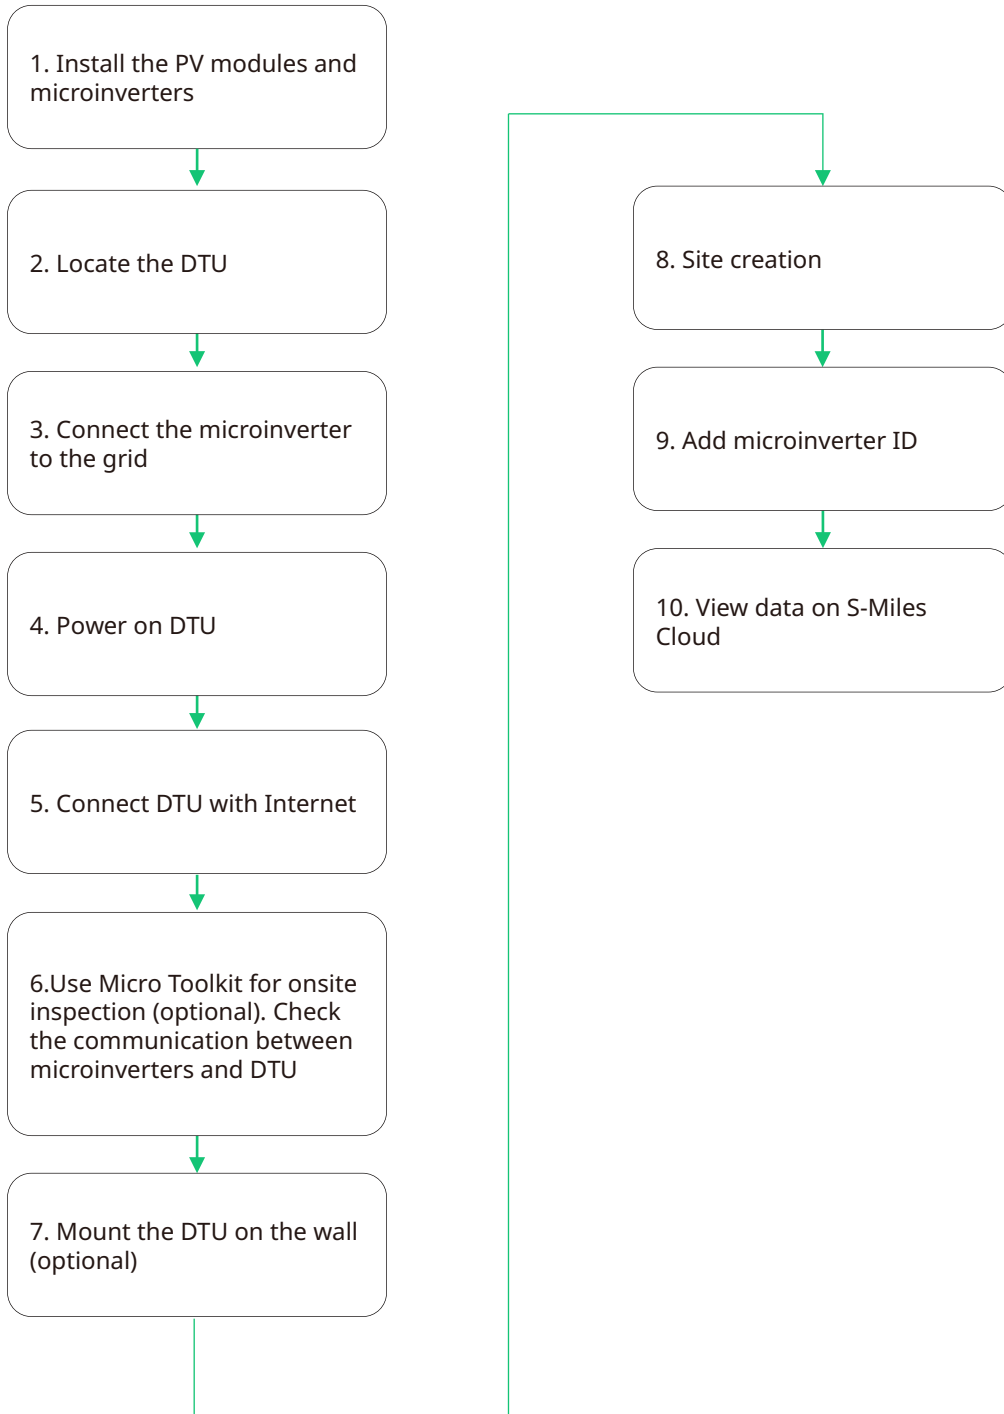 1. Install the PV modules and
microinverters
2. Locate the DTU
3. Connect the microinverter
to the grid
4. Power on DTU
5. Connect DTU with Internet
6.Use Micro Toolkit for onsite
inspection (optional). Check
the communication between
microinverters and DTU
7. Mount the DTU on the wall
(optional)
8. Site creation
9. Add microinverter ID
10. View data on S-Miles
Cloud